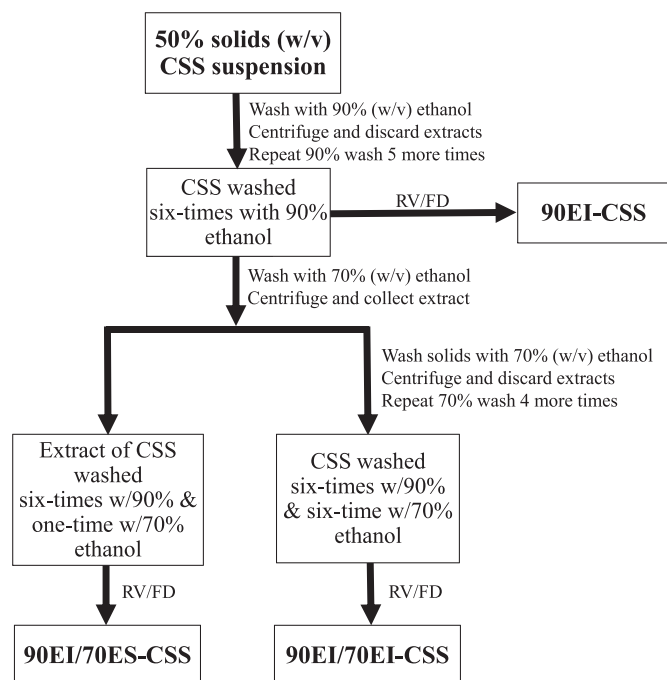 50% solids (w/v)
CSS suspension
Wash with 90% (w/v) ethanol
Centrifuge and discard extracts
Repeat 90% wash 5 more times
CSS washed
six-times with 90%
ethanol
RV/FD
90EI-CSS
Wash with 70% (w/v) ethanol
Centrifuge and collect extract
Wash solids with 70% (w/v) ethanol
Centrifuge and discard extracts
Repeat 70% wash 4 more times
Extract of CSS
washed
six-times w/90% &
one-time w/70%
ethanol
CSS washed
six-times w/90%
& six-time w/70%
ethanol
RV/FD
RV/FD
90EI/70ES-CSS
90EI/70EI-CSS